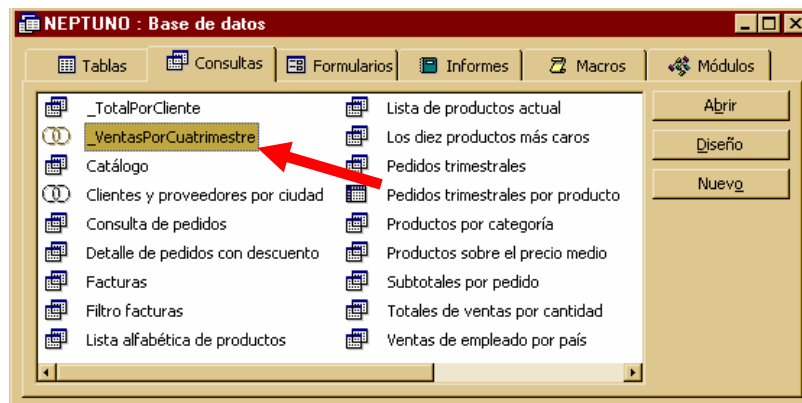 NEPTUNO : Base de datos
Tablas
Consultas
Formularios
Informes
Macros
Módulos
_TotalPorCliente
_VentasPorCuatrimestre
Catálogo
Clientes y proveedores por ciudad
Consulta de pedidos
Detalle de pedidos con descuento
Facturas
Filtro facturas
Lista alfabética de productos
Lista de productos actual
Los diez productos más caros
Pedidos trimestrales
Pedidos trimestrales por producto
Productos por categoría
Productos sobre el precio medio
Subtotales por pedido
Totales de ventas por cantidad
Ventas de empleado por país
Abrir
Diseño
Nuevo